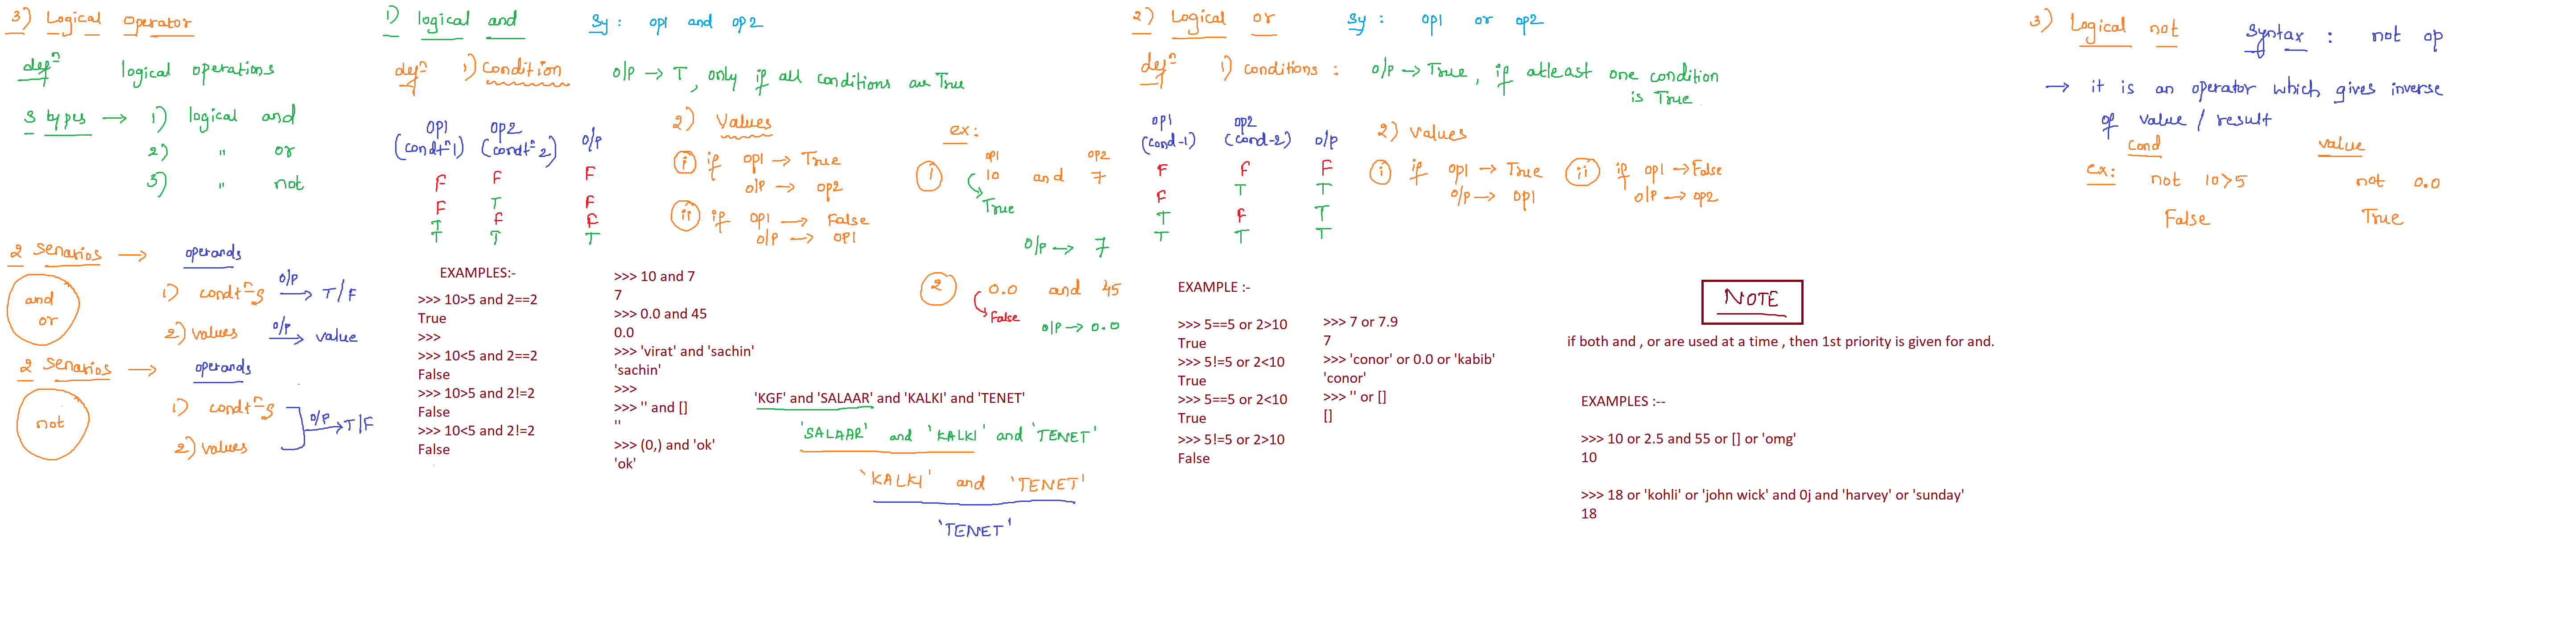 3) Logical Operator
defⁿ logical operations
3 types → 1) logical and
2) " or
3) " not
2 Senarios → operands
and
or
1) condtⁿs o/p → T/F
2) values o/p → value
2 Senarios → operands
not
1) condtⁿs
2) values
o/p → T/F
1) logical and
Sy : op1 and op2
defⁿ 1) Condition
o/p → T, only if all conditions are True
op1 op2 o/p
(condtⁿ1) (condtⁿ2)
F F F
F T F
T F F
T T T
2) Values
i if op1 → True
o/p → op2
ii if op1 → False
o/p → op1
ex:
1 op1 op2
10 and 7
True
o/p → 7
2 0.0 and 45
False
o/p → 0.0
EXAMPLES:-
>>> 10>5 and 2==2
True
>>>
>>> 10<5 and 2==2
False
>>> 10>5 and 2!=2
False
>>> 10<5 and 2!=2
False
>>> 10 and 7
7
>>> 0.0 and 45
0.0
>>> 'virat' and 'sachin'
'sachin'
>>>
>>> '' and []
''
>>> (0,) and 'ok'
'ok'
'KGF' and 'SALAAR' and 'KALKI' and 'TENET'
'SALAAR' and 'KALKI' and 'TENET'
'KALKI' and 'TENET'
'TENET'
2) Logical or
Sy : op1 or op2
defⁿ 1) conditions : o/p → True, if atleast one condition
is True
op1 op2 o/p
(cond-1) (cond-2)
F F F
F T T
T F T
T T T
2) values
i if op1 → True
o/p → op1
ii if op1 → False
o/p → op2
EXAMPLE :-
>>> 5==5 or 2>10
True
>>> 5!=5 or 2<10
True
>>> 5==5 or 2<10
True
>>> 5!=5 or 2>10
False
>>> 7 or 7.9
7
>>> 'conor' or 0.0 or 'kabib'
'conor'
>>> '' or []
[]
NOTE
if both and , or are used at a time , then 1st priority is given for and.
EXAMPLES :--
>>> 10 or 2.5 and 55 or [] or 'omg'
10
>>> 18 or 'kohli' or 'john wick' and 0j and 'harvey' or 'sunday'
18
3) Logical not
Syntax : not op
→ it is an operator which gives inverse
of value / result
cond value
ex: not 10>5 not 0.0
False True